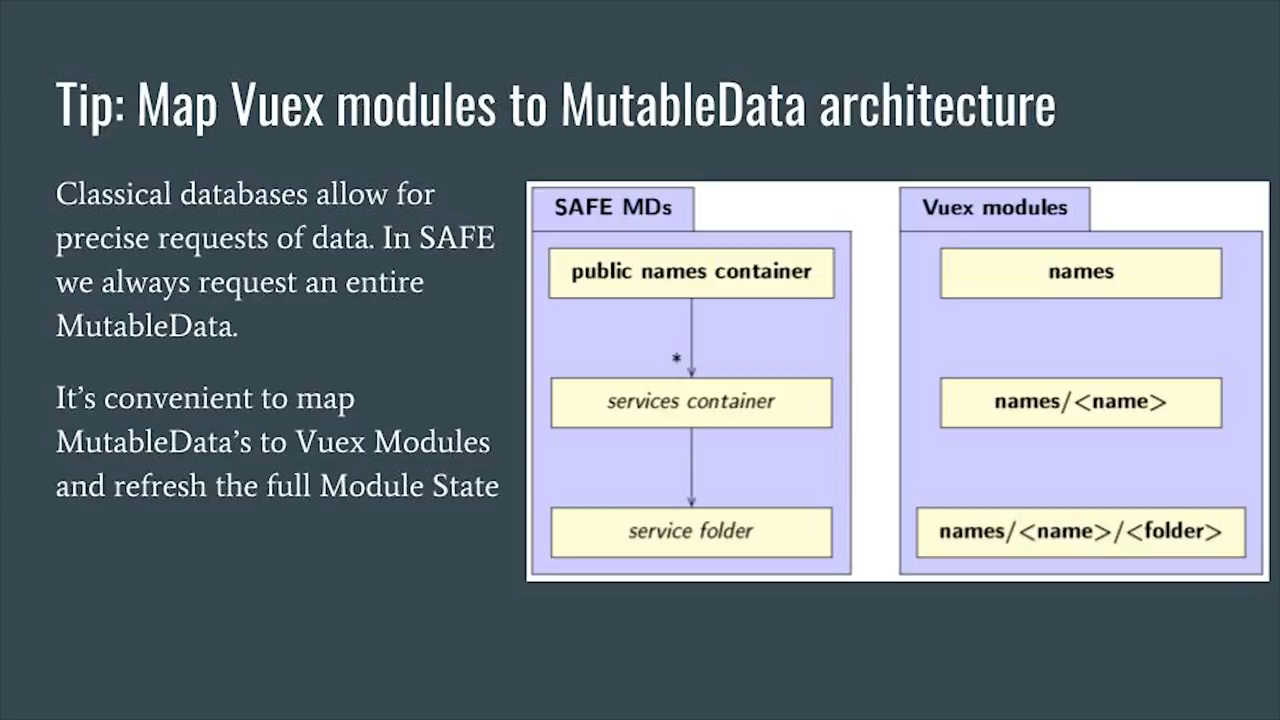 Tip: Map Vuex modules to MutableData architecture
Classical databases allow for
precise requests of data. In SAFE
we always request an entire
MutableData.
It’s convenient to map
MutableData’s to Vuex Modules
and refresh the full Module State
SAFE MDs
public names container
*
services container
service folder
Vuex modules
names
names/<name>
names/<name>/<folder>